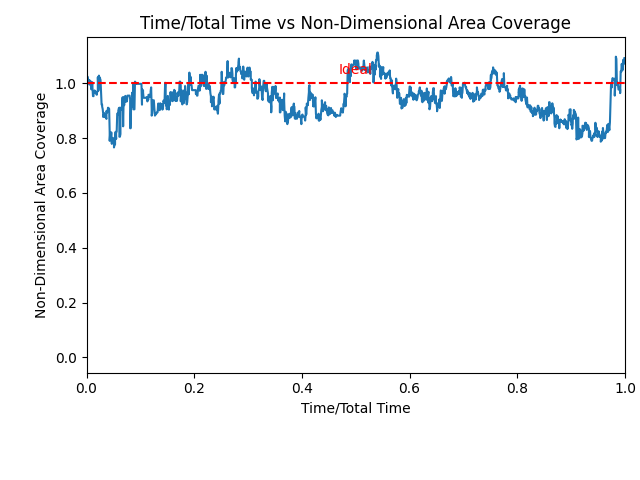 Time/Total Time vs Non-Dimensional Area Coverage
Non-Dimensional Area Coverage
1.0
0.8
0.6
0.4
0.2
0.0
Ideal
0.0 0.2 0.4 0.6 0.8 1.0
Time/Total Time